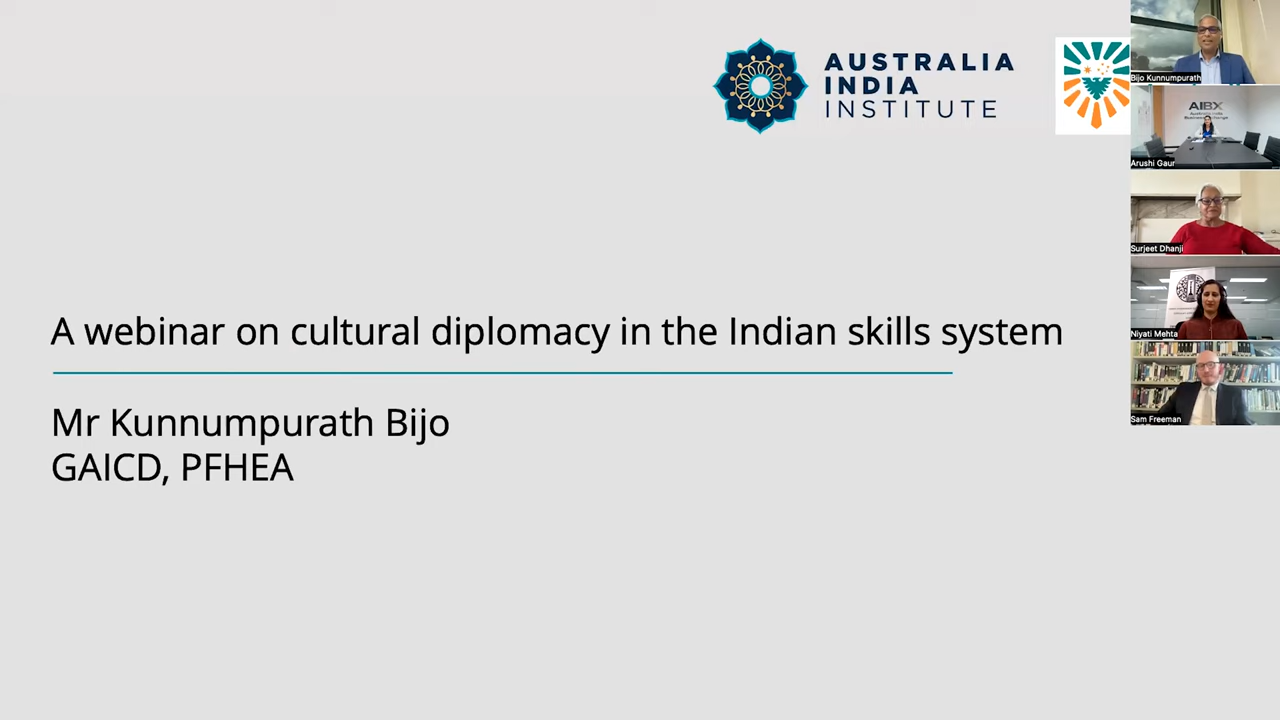 AUSTRALIA
INDIA
INSTITUTE
A webinar on cultural diplomacy in the Indian skills system
Mr Kunnumpurath Bijo
GAICD, PFHEA
Bijo Kunnumpurath
AIBX
Arushi Gaur
Surjeet Dhanji
Niyati Mehta
Sam Freeman